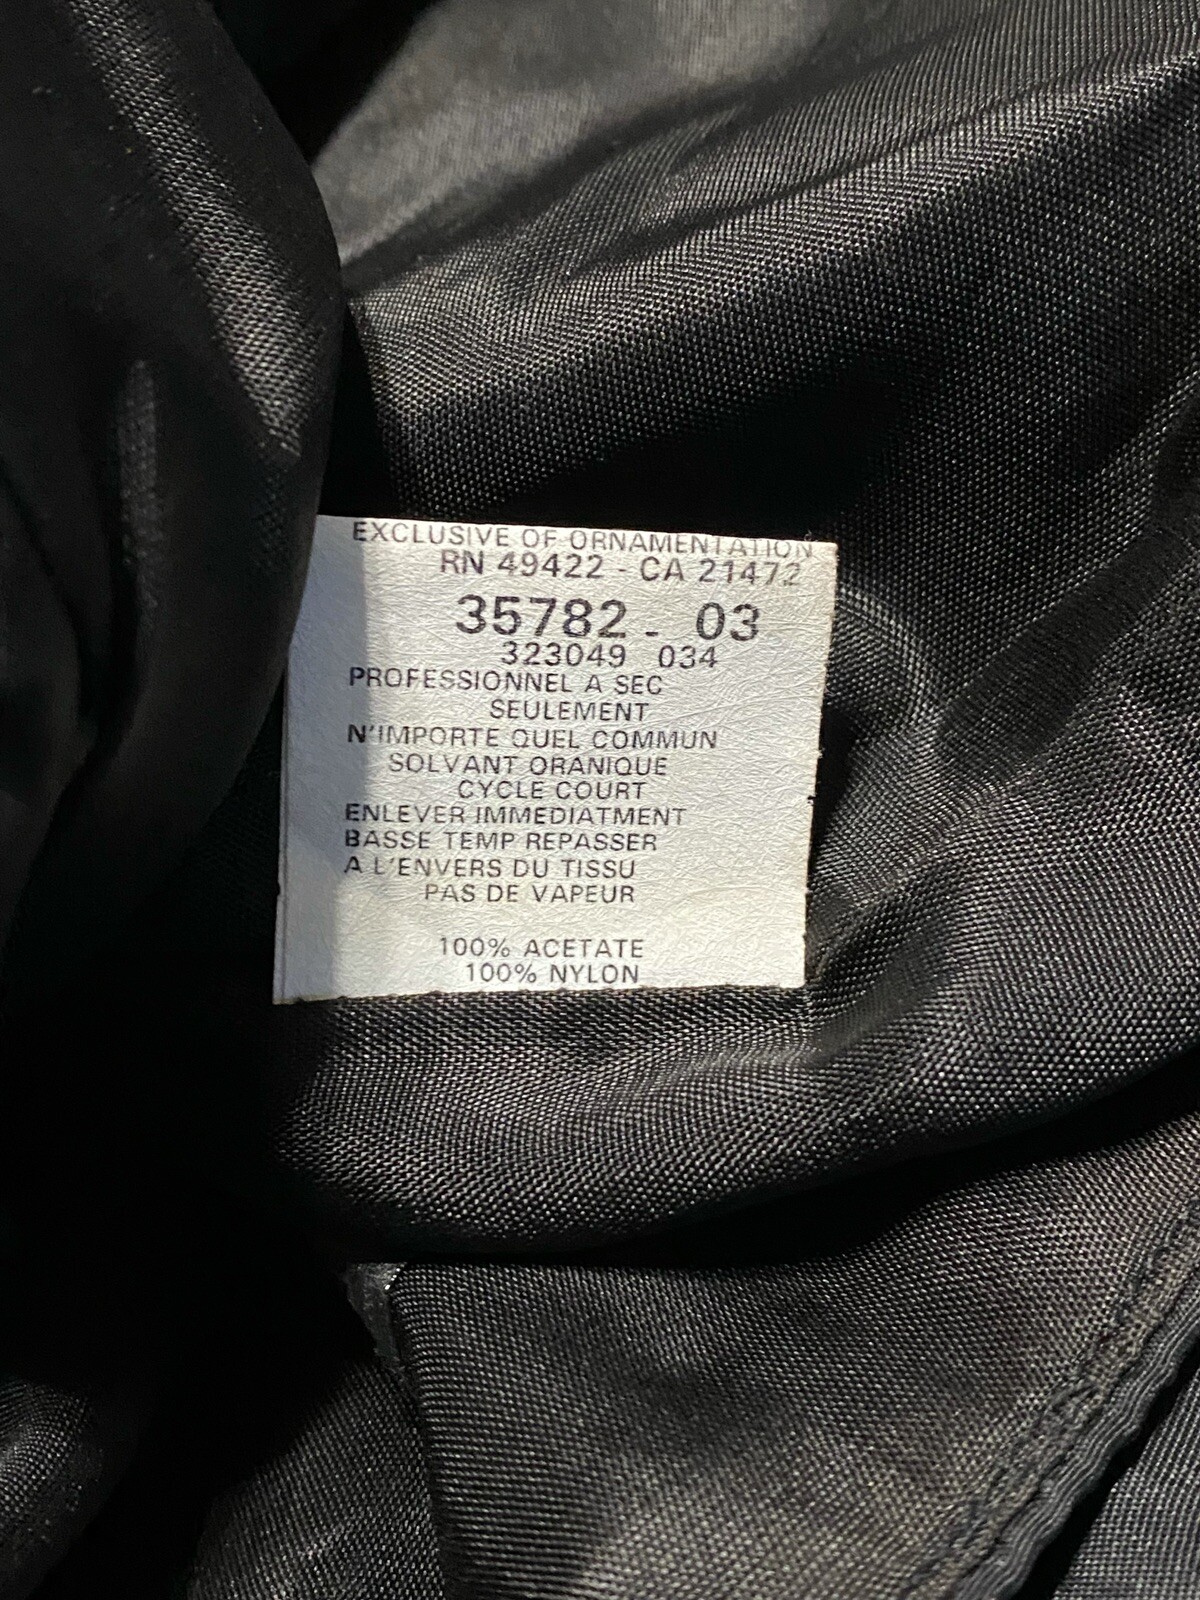 EXCLUSIVE OF ORNAMENTATION
RN 49422 - CA 21472
35782 - 03
323049 034
PROFESSIONNEL A SEC
SEULEMENT
N'IMPORTE QUEL COMMUN
SOLVANT ORANIQUE
CYCLE COURT
ENLEVER IMMEDIATMENT
BASSE TEMP REPASSER
A L'ENVERS DU TISSU
PAS DE VAPEUR
100% ACETATE
100% NYLON